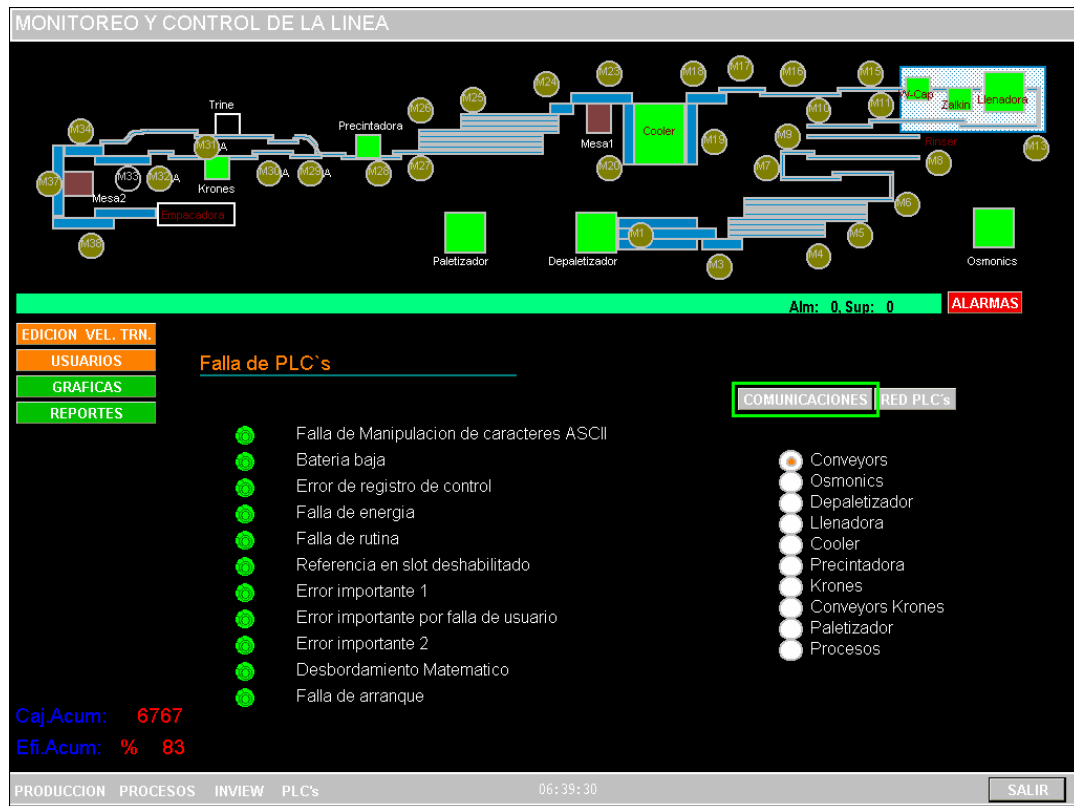 MONITOREO Y CONTROL DE LA LINEA
M23 M18 M17 M16 M15
M24
M25
M26
V-Cap
Zalkin
Llenadora
M10 M11
Trine
Precintadora
Cooler
M34
M31 A
Mesa1
M19
M9
Rinser
M13
M37
M33
M32 A
Krones
M30 A
M29 A
M28
M27
M20
M7
M8
Mesa2
Empacadora
M6
M38
M1
M5
M4
M3
Paletizador
Depaletizador
Osmonics
Alm: 0, Sup: 0
ALARMAS
EDICION VEL. TRN.
USUARIOS
GRAFICAS
REPORTES
Falla de PLC`s
COMUNICACIONES RED PLC´s
Falla de Manipulacion de caracteres ASCII
Bateria baja
Error de registro de control
Falla de energia
Falla de rutina
Referencia en slot deshabilitado
Error importante 1
Error importante por falla de usuario
Error importante 2
Desbordamiento Matematico
Falla de arranque
Conveyors
Osmonics
Depaletizador
Llenadora
Cooler
Precintadora
Krones
Conveyors Krones
Paletizador
Procesos
Caj.Acum: 6767
Efi.Acum: % 83
PRODUCCION PROCESOS INVIEW PLC's 06:39:30 SALIR